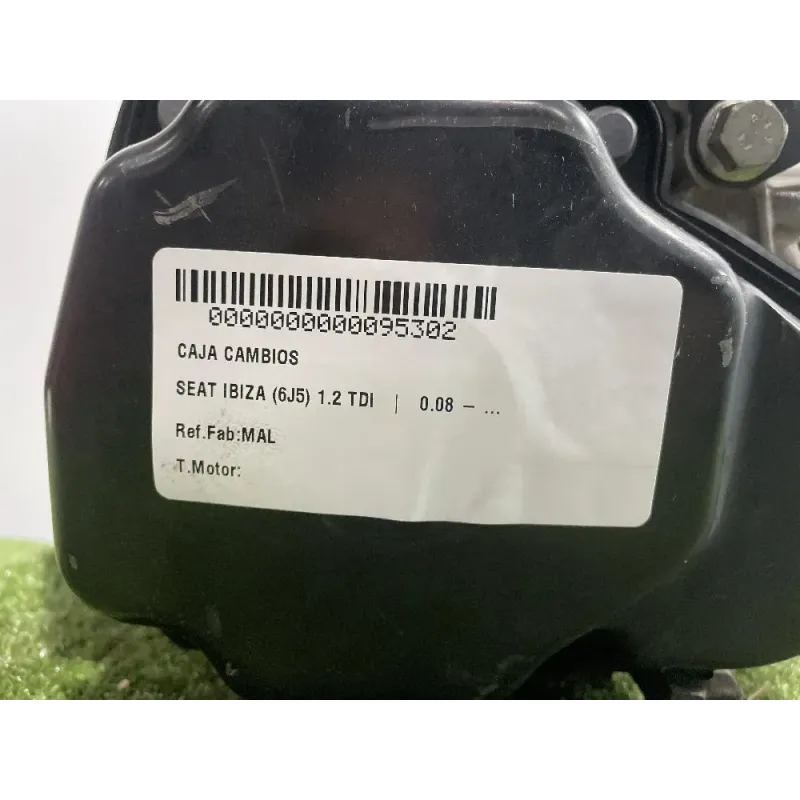 0000000000095302
CAJA CAMBIOS
SEAT IBIZA (6J5) 1.2 TDI | 0.08 – ...
Ref.Fab:MAL
T.Motor: